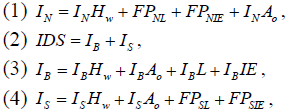 (1) I_N = I_N H_w + FP_NL + FP_NIE + I_N A_o ,
(2) IDS = I_B + I_S ,
(3) I_B = I_B H_w + I_B A_o + I_B L + I_B IE ,
(4) I_S = I_S H_w + I_S A_o + FP_SL + FP_SIE ,